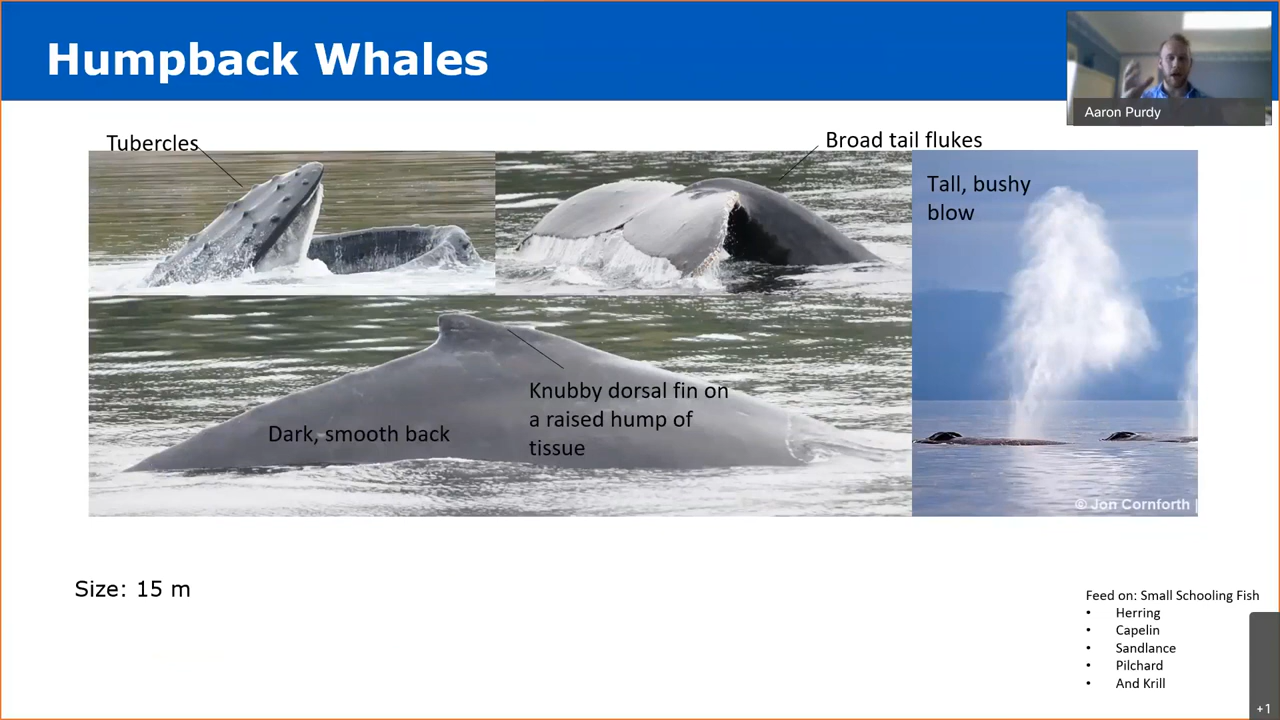 Humpback Whales
Aaron Purdy
Tubercles
Broad tail flukes
Tall, bushy
blow
Knubby dorsal fin on
a raised hump of
tissue
Dark, smooth back
© Jon Cornforth |
Size: 15 m
Feed on: Small Schooling Fish
• Herring
• Capelin
• Sandlance
• Pilchard
• And Krill
+1